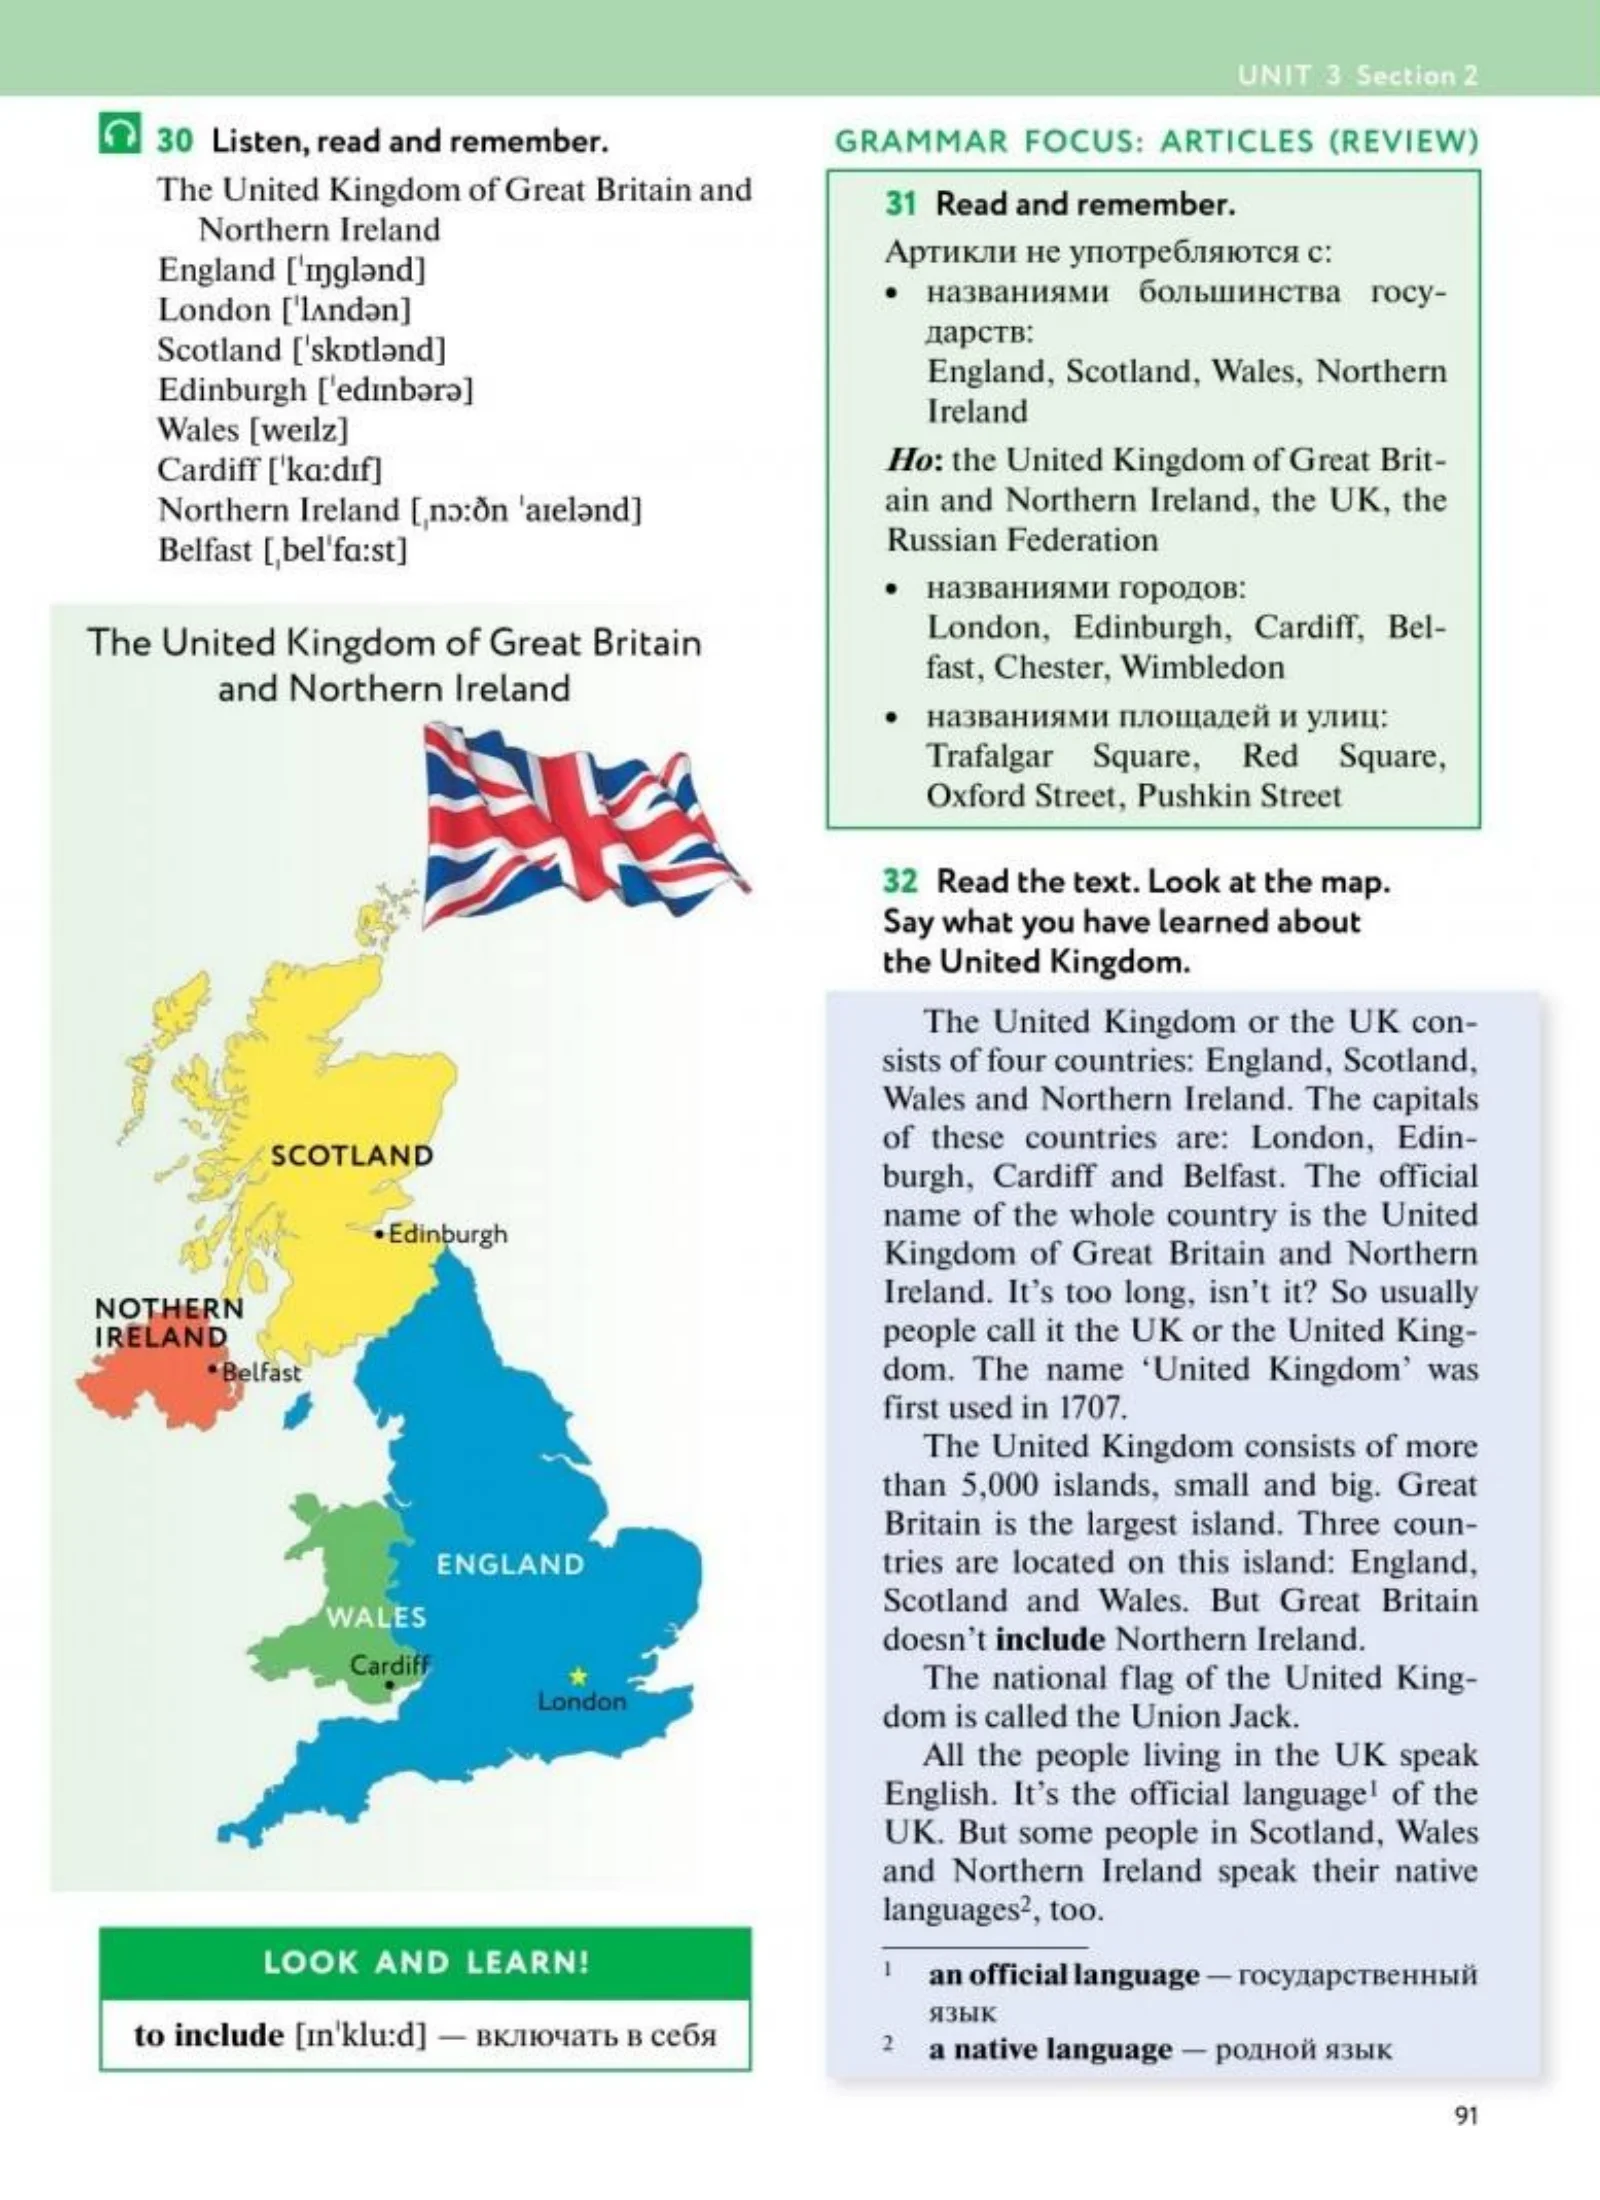 UNIT 3 Section 2
30 Listen, read and remember.
The United Kingdom of Great Britain and
Northern Ireland
England [ˈɪŋɡlənd]
London [ˈlʌndən]
Scotland [ˈskɒtlənd]
Edinburgh [ˈedɪnbərə]
Wales [weɪlz]
Cardiff [ˈkɑːdɪf]
Northern Ireland [ˌnɔːðn ˈaɪelənd]
Belfast [ˌbelˈfɑːst]
The United Kingdom of Great Britain
and Northern Ireland
SCOTLAND
Edinburgh
NOTHERN
IRELAND
Belfast
ENGLAND
WALES
Cardiff
London
LOOK AND LEARN!
to include [ɪnˈkluːd] — включать в себя
GRAMMAR FOCUS: ARTICLES (REVIEW)
31 Read and remember.
Артикли не употребляются с:
• названиями большинства госу-
дарств:
England, Scotland, Wales, Northern
Ireland
Но: the United Kingdom of Great Brit-
ain and Northern Ireland, the UK, the
Russian Federation
• названиями городов:
London, Edinburgh, Cardiff, Bel-
fast, Chester, Wimbledon
• названиями площадей и улиц:
Trafalgar Square, Red Square,
Oxford Street, Pushkin Street
32 Read the text. Look at the map.
Say what you have learned about
the United Kingdom.
The United Kingdom or the UK con-
sists of four countries: England, Scotland,
Wales and Northern Ireland. The capitals
of these countries are: London, Edin-
burgh, Cardiff and Belfast. The official
name of the whole country is the United
Kingdom of Great Britain and Northern
Ireland. It's too long, isn't it? So usually
people call it the UK or the United King-
dom. The name ‘United Kingdom’ was
first used in 1707.
The United Kingdom consists of more
than 5,000 islands, small and big. Great
Britain is the largest island. Three coun-
tries are located on this island: England,
Scotland and Wales. But Great Britain
doesn't include Northern Ireland.
The national flag of the United King-
dom is called the Union Jack.
All the people living in the UK speak
English. It's the official language¹ of the
UK. But some people in Scotland, Wales
and Northern Ireland speak their native
languages², too.
¹ an official language — государственный
язык
² a native language — родной язык
91